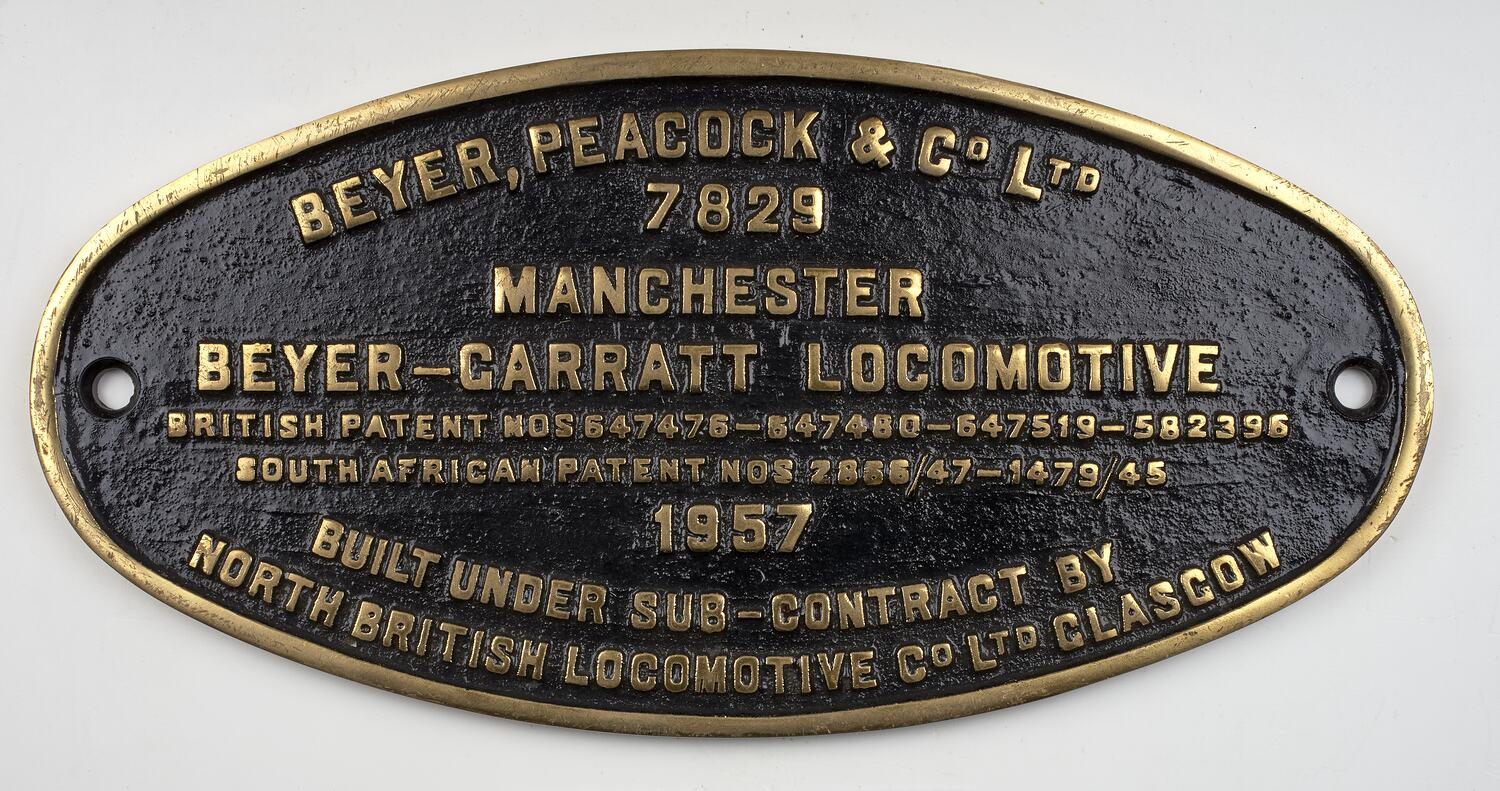 BEYER, PEACOCK & Co LTD
7829
MANCHESTER
BEYER-GARRATT LOCOMOTIVE
BRITISH PATENT NOS 647476-647480-647519-582396
SOUTH AFRICAN PATENT NOS 2866/47-1479/45
1957
BUILT UNDER SUB-CONTRACT BY
NORTH BRITISH LOCOMOTIVE Co LTD GLASGOW